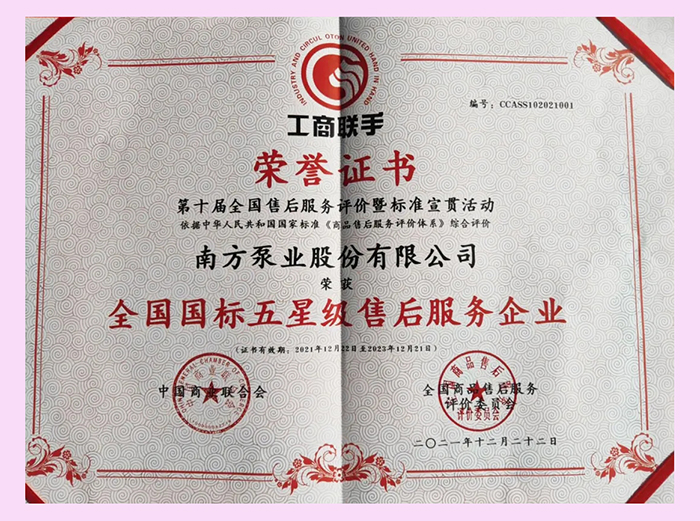 INDUSTRY AND CIRCUL OTON UNITED HAND IN HAND
工商联手
编号：CCASS102021001
荣誉证书
第十届全国售后服务评价暨标准宣贯活动
依据中华人民共和国国家标准《商品售后服务评价体系》综合评价
南方泵业股份有限公司
荣获
全国国标五星级售后服务企业
（证书有效期：2021年12月22日至2023年12月21日）
中国商业联合会
全国商品售后服务
评价委员会
评价委员会
二〇二一年十二月二十二日